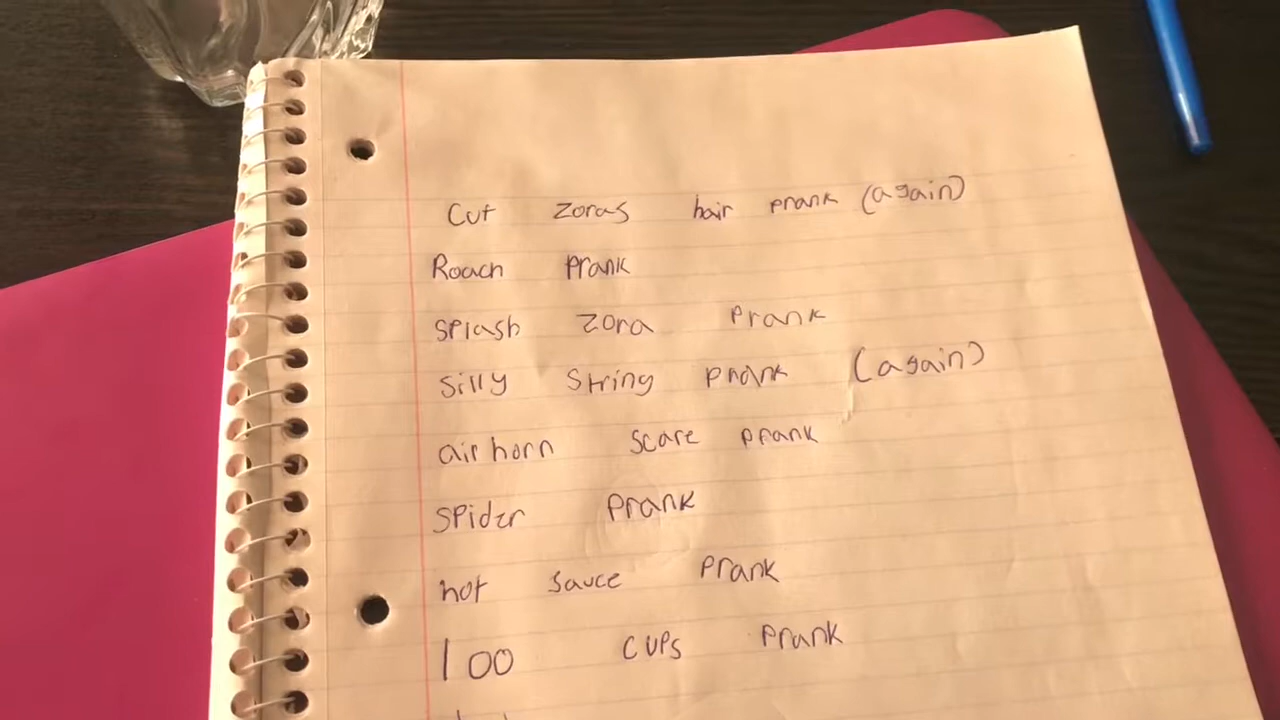 Cut zoras hair prank (again)
Roach prank
splash zora prank
silly string prank (again)
air horn scare prank
spider prank
hot sauce prank
100 cups prank